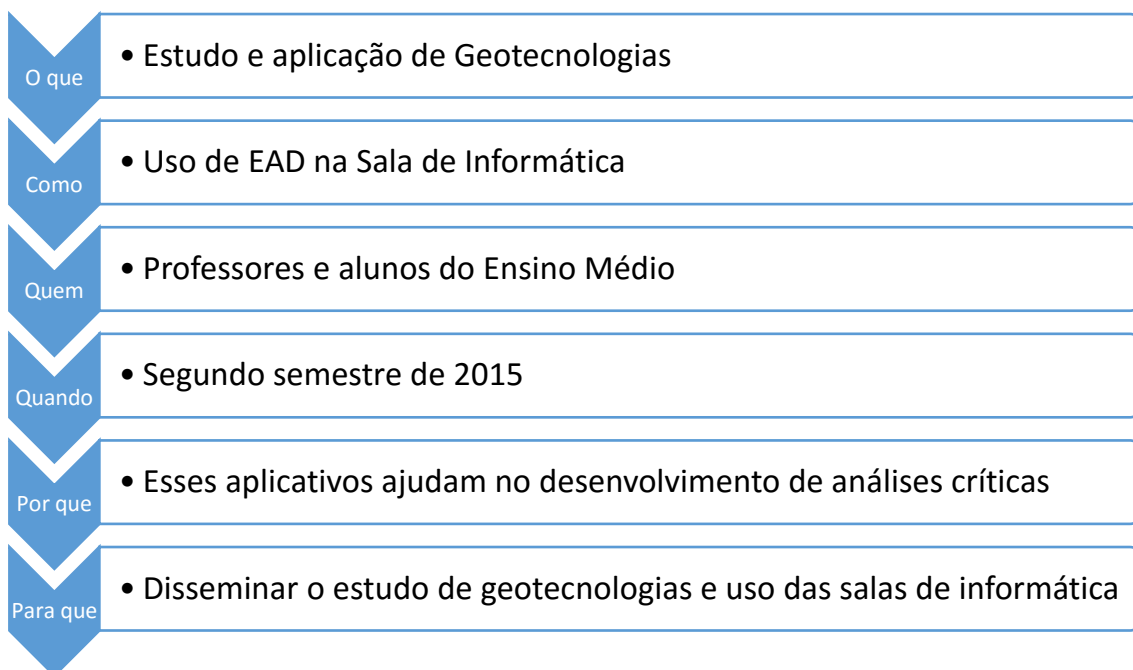 O que
• Estudo e aplicação de Geotecnologias
Como
• Uso de EAD na Sala de Informática
Quem
• Professores e alunos do Ensino Médio
Quando
• Segundo semestre de 2015
Por que
• Esses aplicativos ajudam no desenvolvimento de análises críticas
Para que
• Disseminar o estudo de geotecnologias e uso das salas de informática